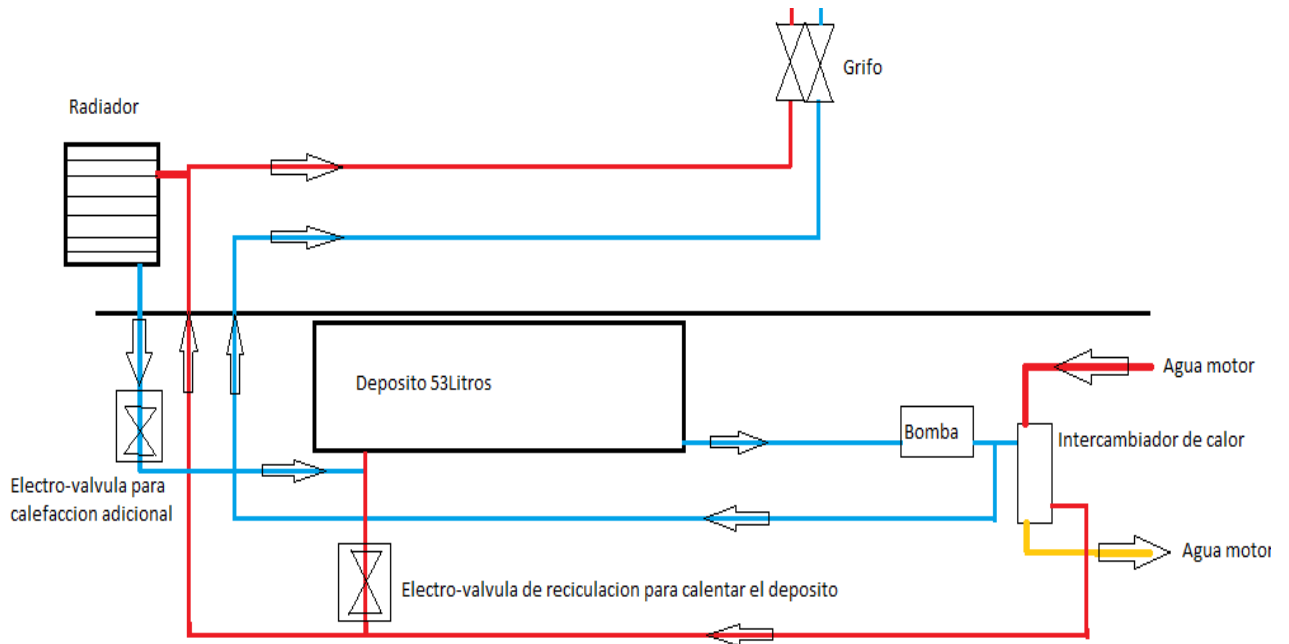 Grifo
Radiador
Deposito 53Litros
Agua motor
Bomba
Intercambiador de calor
Electro-valvula para
calefaccion adicional
Agua motor
Electro-valvula de reciculacion para calentar el deposito